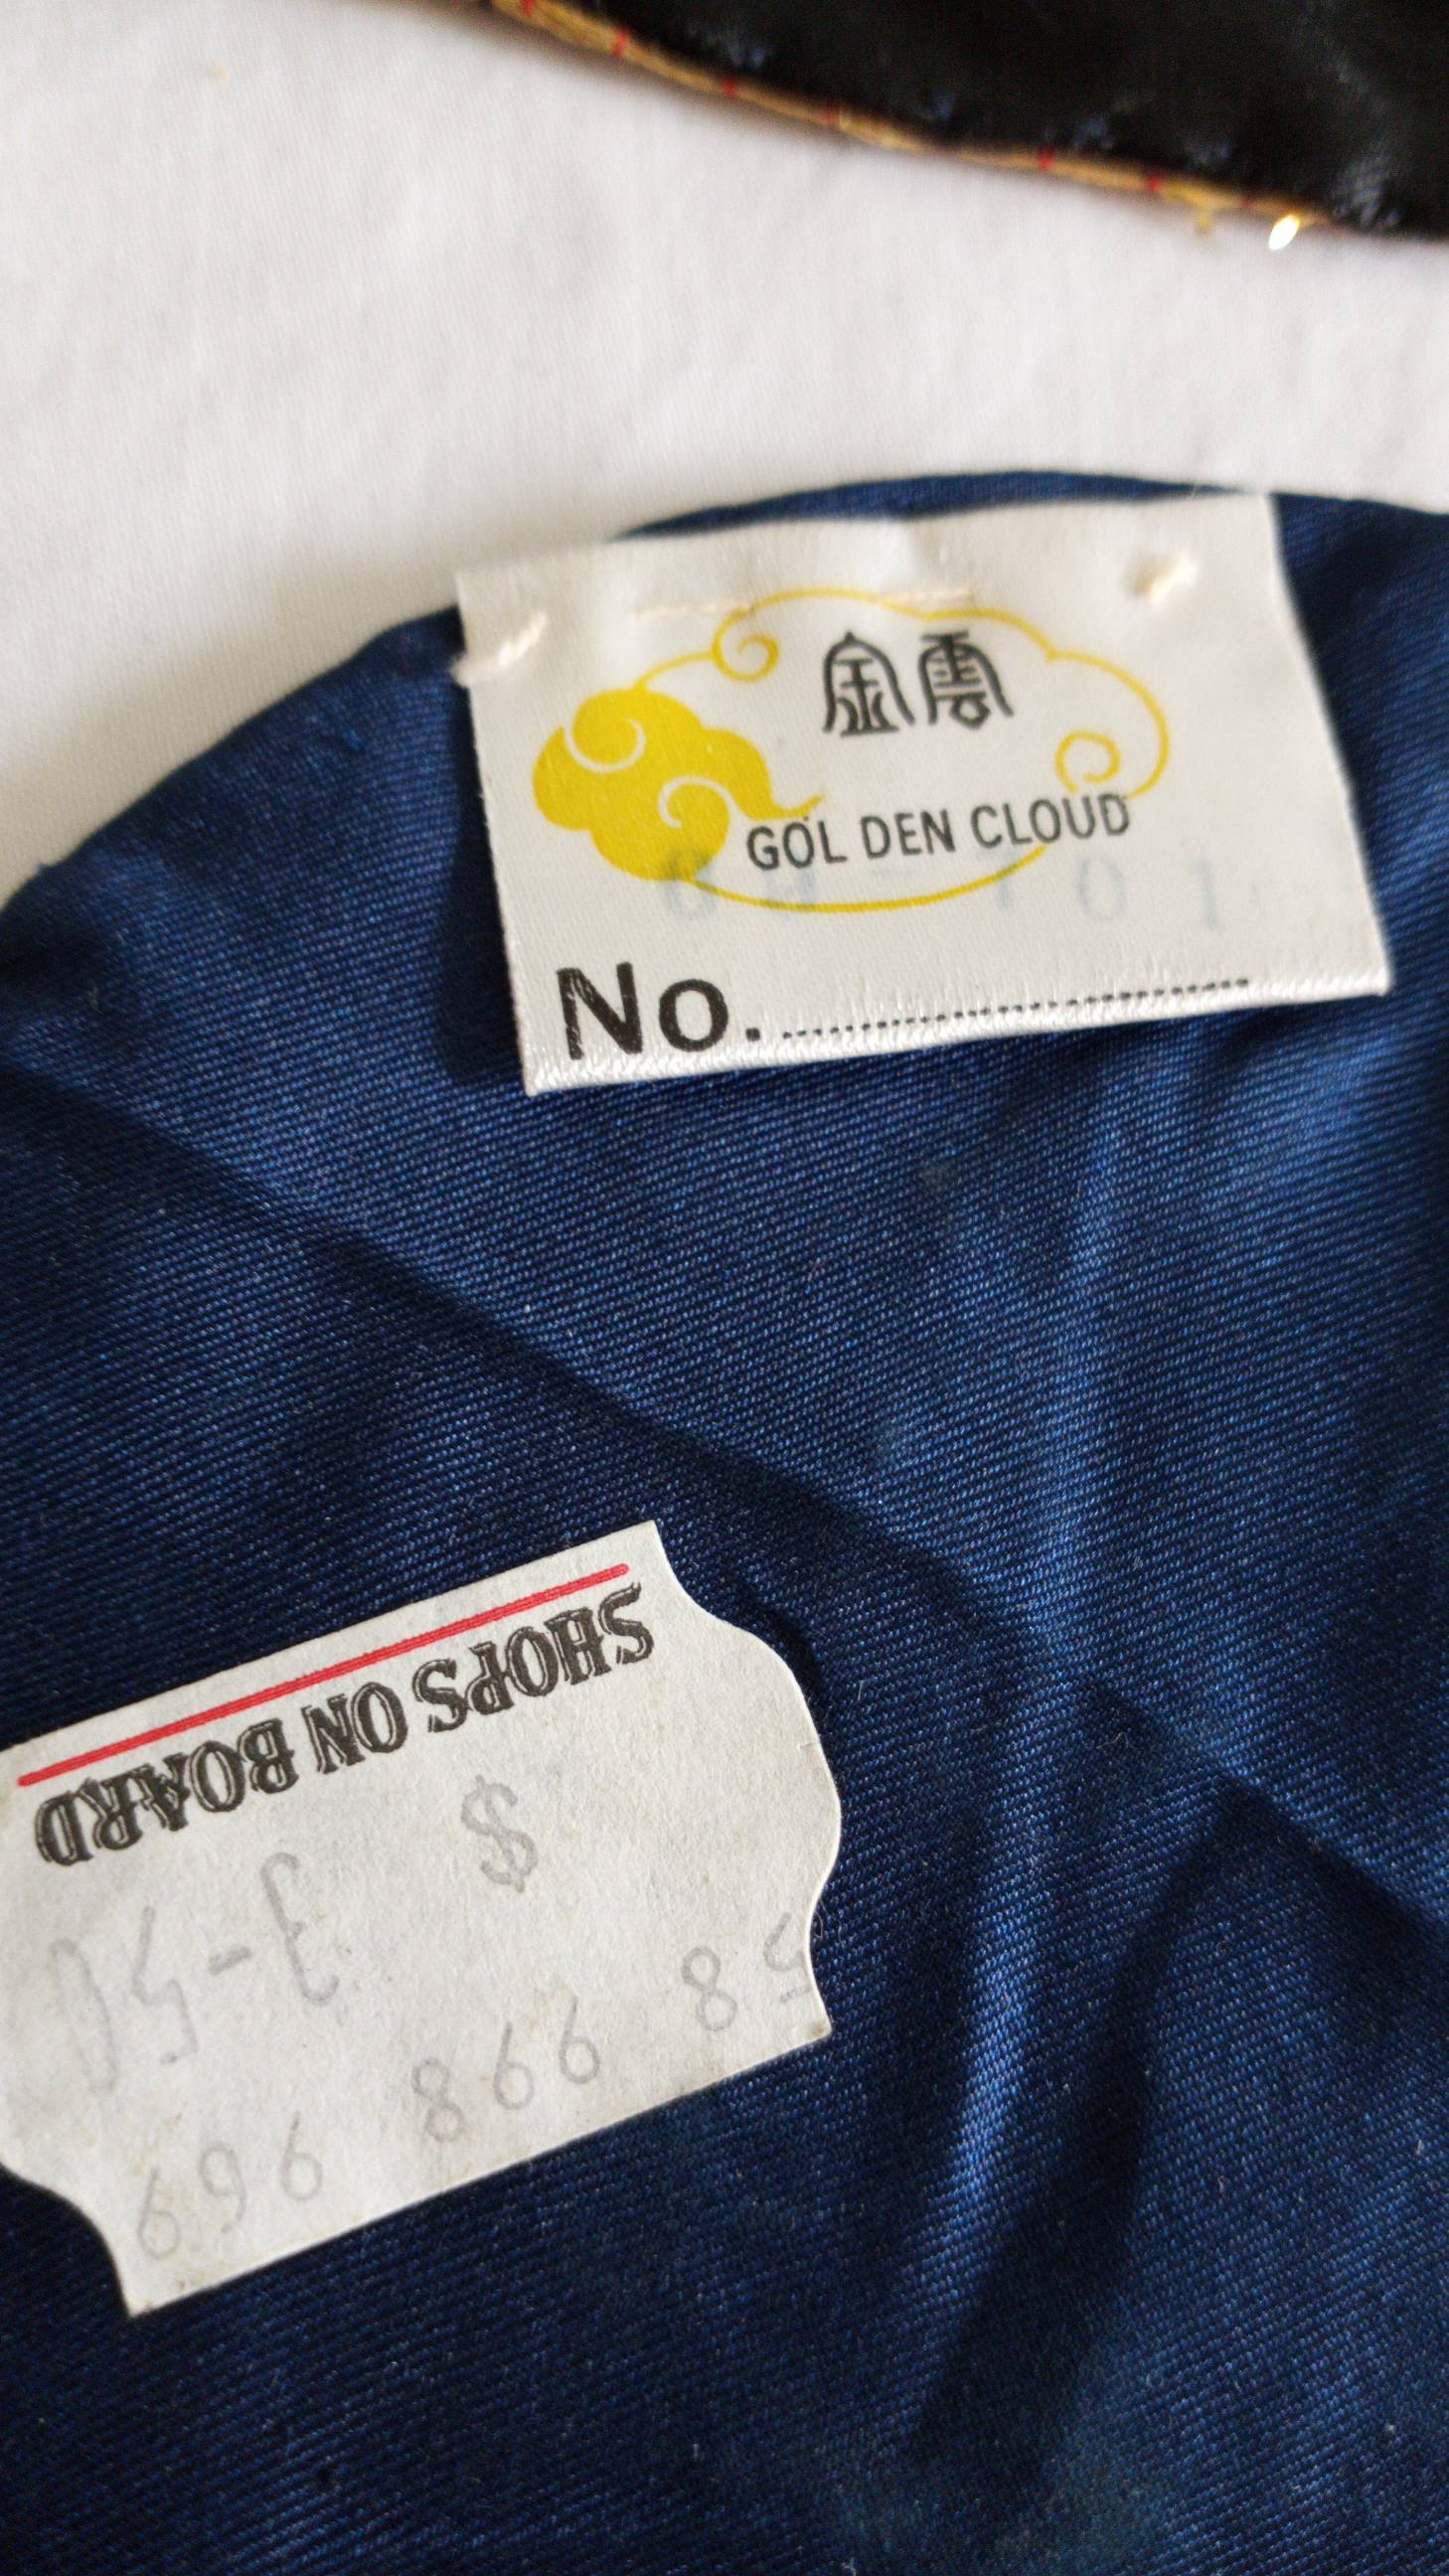 金雲
GOL DEN CLOUD
No.
SHOPS ON BOARD
$ 3-50